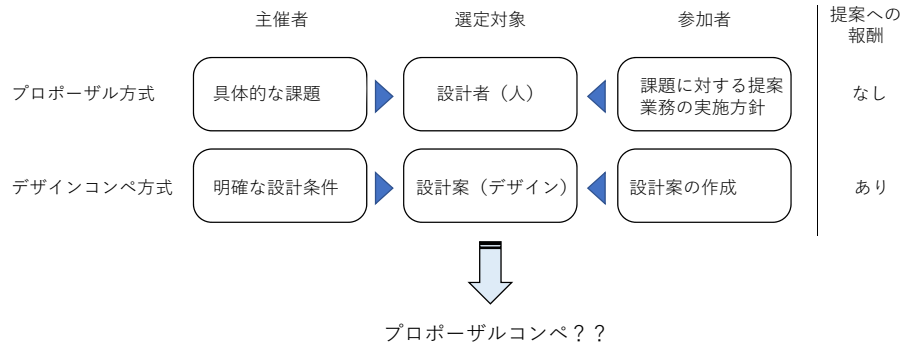 主催者
選定対象
参加者
提案への
報酬
プロポーザル方式
具体的な課題
設計者（人）
課題に対する提案
業務の実施方針
なし
デザインコンペ方式
明確な設計条件
設計案（デザイン）
設計案の作成
あり
プロポーザルコンペ？？